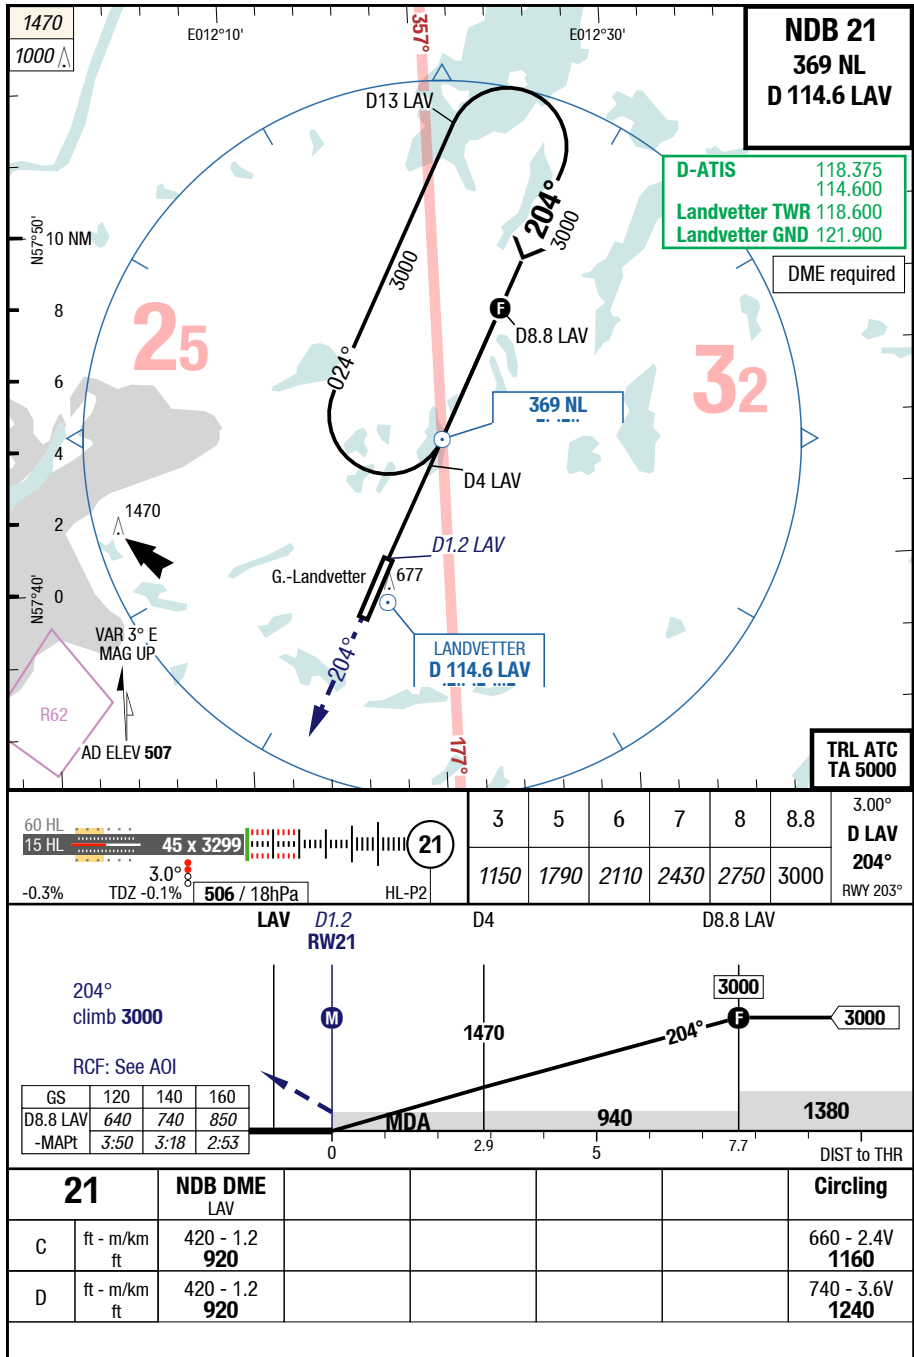 1470
1000
E012°10'
E012°30'
357°
NDB 21
369 NL
D 114.6 LAV
D13 LAV
D-ATIS 118.375
114.600
Landvetter TWR 118.600
Landvetter GND 121.900
DME required
N57°50'
10 NM
8
6
4
2
0
N57°40'
25
32
3000
024°
< 204°
3000
F
D8.8 LAV
369 NL
D4 LAV
1470
D1.2 LAV
G.-Landvetter
677
LANDVETTER
D 114.6 LAV
204°
177°
VAR 3° E
MAG UP
R62
AD ELEV 507
TRL ATC
TA 5000
60 HL
15 HL
45 x 3299
21
3.0°
-0.3%
TDZ -0.1%
506 / 18hPa
HL-P2
3 5 6 7 8 8.8
1150 1790 2110 2430 2750 3000
3.00°
D LAV
204°
RWY 203°
LAV
D1.2
RW21
D4
D8.8 LAV
204°
climb 3000
RCF: See AOI
M
1470
204°
3000
F
3000
GS 120 140 160
D8.8 LAV 640 740 850
-MAPt 3:50 3:18 2:53
MDA
940
1380
0
2.9
5
7.7
DIST to THR
21 NDB DME Circling
LAV
C ft - m/km 420 - 1.2 660 - 2.4V
ft 920 1160
D ft - m/km 420 - 1.2 740 - 3.6V
ft 920 1240